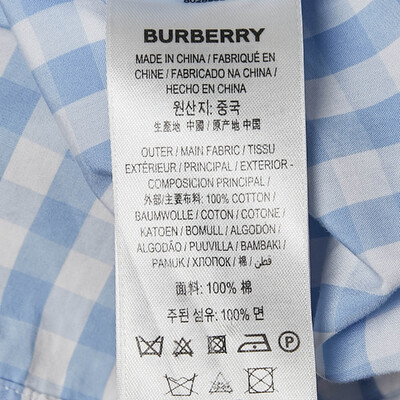 BURBERRY
MADE IN CHINA / FABRIQUÉ EN
CHINE / FABRICADO NA CHINA /
HECHO EN CHINA
원산지: 중국
生産地 中國 / 原产地 中国
OUTER / MAIN FABRIC / TISSU
EXTÉRIEUR / PRINCIPAL / EXTERIOR -
COMPOSICIÓN PRINCIPAL /
外部/主要布料: 100% COTTON /
BAUMWOLLE / COTON / COTONE /
KATOEN / BOMULL / ALGODÓN /
ALGODÃO / PUUVILLA / BAMBAKI /
PAMUK / ХЛОПОК / 棉 / قطن
面料: 100% 棉
주된 섬유: 100% 면
P